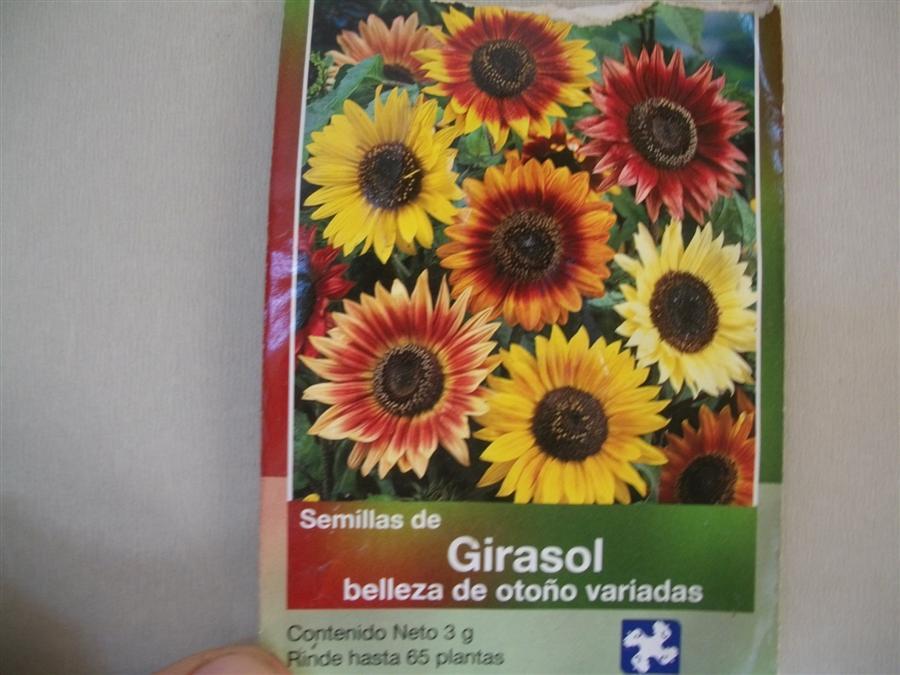 Semillas de
Girasol
belleza de otoño variadas
Contenido Neto 3 g
Rinde hasta 65 plantas